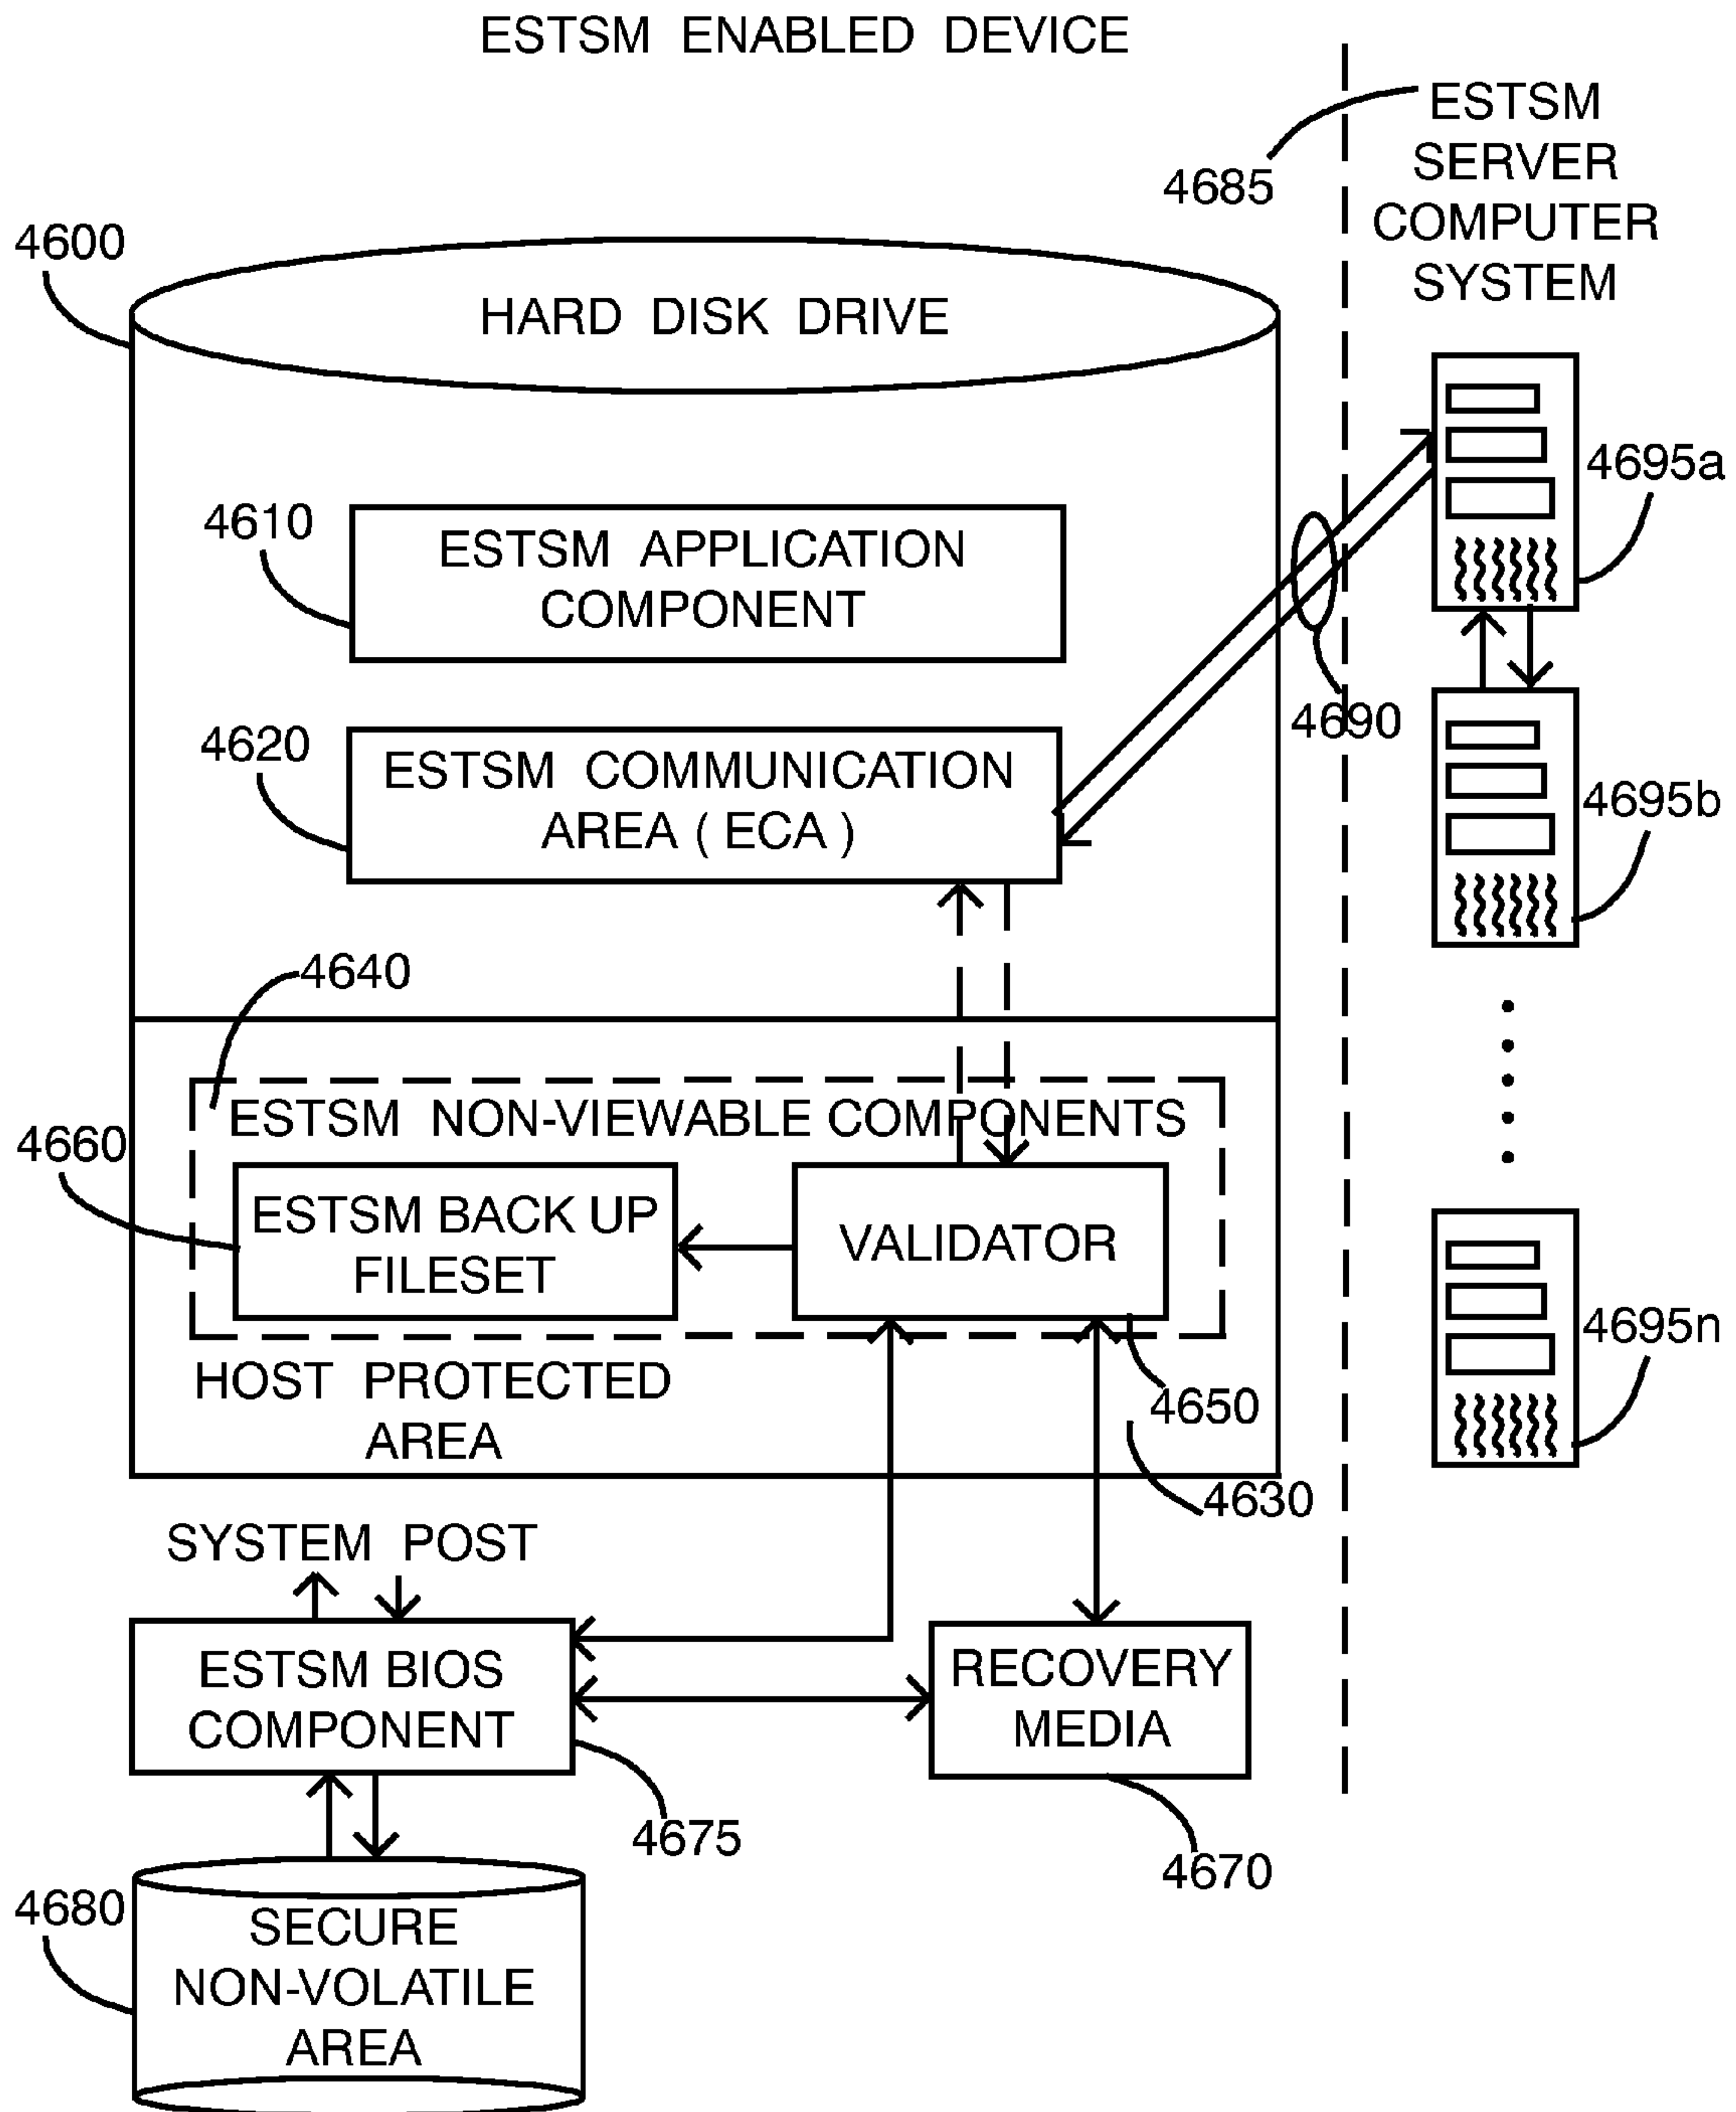 ESTSM ENABLED DEVICE
4685
ESTSM
SERVER
COMPUTER
SYSTEM
4600
HARD DISK DRIVE
4695a
4610
ESTSM APPLICATION
COMPONENT
4690
4620
ESTSM COMMUNICATION
AREA ( ECA )
4695b
4640
ESTSM NON-VIEWABLE COMPONENTS
4660
ESTSM BACK UP
FILESET
VALIDATOR
4695n
HOST PROTECTED
AREA
4650
4630
SYSTEM POST
ESTSM BIOS
COMPONENT
RECOVERY
MEDIA
4675
4670
4680
SECURE
NON-VOLATILE
AREA